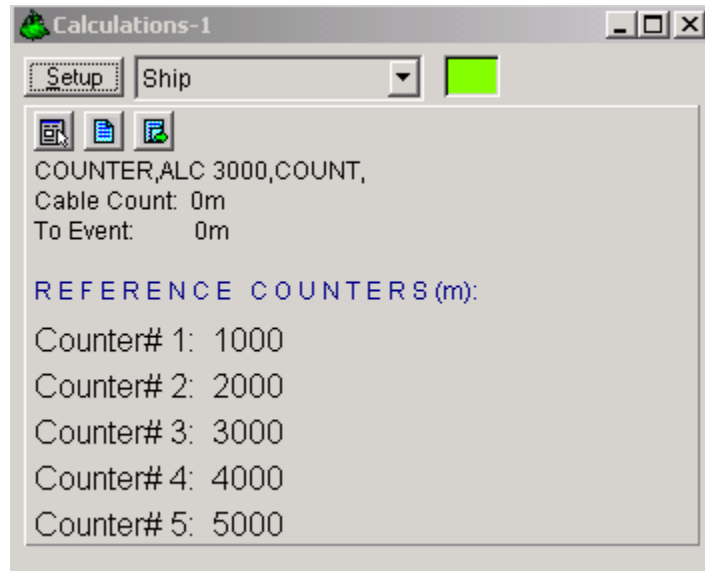 Calculations-1
Setup Ship
COUNTER,ALC 3000,COUNT,
Cable Count: 0m
To Event: 0m
REFERENCE COUNTERS(m):
Counter# 1: 1000
Counter# 2: 2000
Counter# 3: 3000
Counter# 4: 4000
Counter# 5: 5000